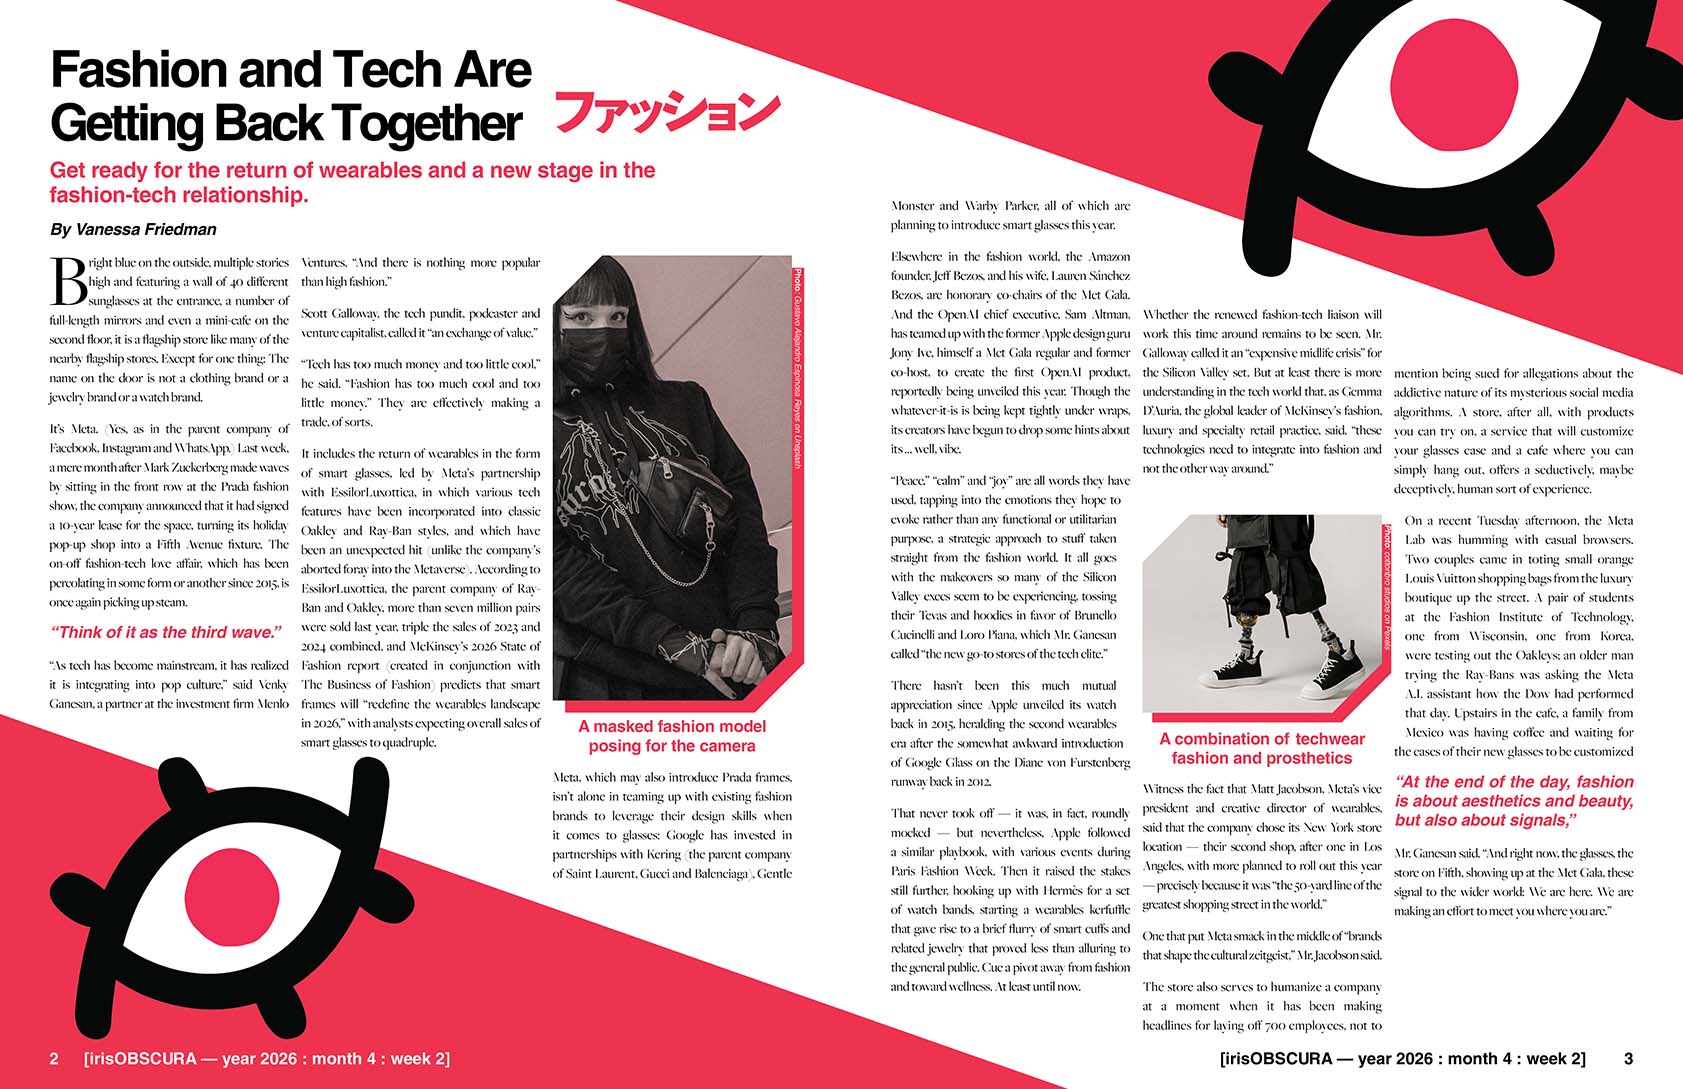 Fashion and Tech Are
Getting Back Together
ファッション
Get ready for the return of wearables and a new stage in the
fashion-tech relationship.
By Vanessa Friedman
Bright blue on the outside, multiple stories
high and featuring a wall of 40 different
sunglasses at the entrance, a number of
full-length mirrors and even a mini-cafe on the
second floor, it is a flagship store like many of the
nearby flagship stores. Except for one thing: The
name on the door is not a clothing brand or a
jewelry brand or a watch brand.
It’s Meta. (Yes, as in the parent company of
Facebook, Instagram and WhatsApp.) Last week,
a mere month after Mark Zuckerberg made waves
by sitting in the front row at the Prada fashion
show, the company announced that it had signed
a 10-year lease for the space, turning its holiday
pop-up shop into a Fifth Avenue fixture. The
on-off fashion-tech love affair, which has been
percolating in some form or another since 2015, is
once again picking up steam.
“Think of it as the third wave.”
“As tech has become mainstream, it has realized
it is integrating into pop culture,” said Venky
Ganesan, a partner at the investment firm Menlo
Ventures, “And there is nothing more popular
than high fashion.”
Scott Galloway, the tech pundit, podcaster and
venture capitalist, called it “an exchange of value.”
“Tech has too much money and too little cool,”
he said. “Fashion has too much cool and too
little money.” They are effectively making a
trade, of sorts.
It includes the return of wearables in the form
of smart glasses, led by Meta’s partnership
with EssilorLuxottica, in which various tech
features have been incorporated into classic
Oakley and Ray-Ban styles, and which have
been an unexpected hit (unlike the company’s
aborted foray into the Metaverse). According to
EssilorLuxottica, the parent company of Ray-
Ban and Oakley, more than seven million pairs
were sold last year, triple the sales of 2023 and
2024 combined, and McKinsey’s 2026 State of
Fashion report (created in conjunction with
The Business of Fashion) predicts that smart
frames will “redefine the wearables landscape
in 2026,” with analysts expecting overall sales of
smart glasses to quadruple.
Photo: Gustavo Alejandro Espinosa Reyes on Unsplash
A masked fashion model
posing for the camera
Meta, which may also introduce Prada frames,
isn’t alone in teaming up with existing fashion
brands to leverage their design skills when
it comes to glasses: Google has invested in
partnerships with Kering (the parent company
of Saint Laurent, Gucci and Balenciaga), Gentle
2 [irisOBSCURA — year 2026 : month 4 : week 2]
Monster and Warby Parker, all of which are
planning to introduce smart glasses this year.
Elsewhere in the fashion world, the Amazon
founder, Jeff Bezos, and his wife, Lauren Sánchez
Bezos, are honorary co-chairs of the Met Gala.
And the OpenAI chief executive, Sam Altman,
has teamed up with the former Apple design guru
Jony Ive, himself a Met Gala regular and former
co-host, to create the first OpenAI product,
reportedly being unveiled this year. Though the
whatever-it-is is being kept tightly under wraps,
its creators have begun to drop some hints about
its ... well, vibe.
“Peace,” “calm” and “joy” are all words they have
used, tapping into the emotions they hope to
evoke rather than any functional or utilitarian
purpose, a strategic approach to stuff taken
straight from the fashion world. It all goes
with the makeovers so many of the Silicon
Valley execs seem to be experiencing, tossing
their Tevas and hoodies in favor of Brunello
Cucinelli and Loro Piana, which Mr. Ganesan
called “the new go-to stores of the tech elite.”
There hasn’t been this much mutual
appreciation since Apple unveiled its watch
back in 2015, heralding the second wearables
era after the somewhat awkward introduction
of Google Glass on the Diane von Furstenberg
runway back in 2012.
That never took off — it was, in fact, roundly
mocked — but nevertheless, Apple followed
a similar playbook, with various events during
Paris Fashion Week. Then it raised the stakes
still further, hooking up with Hermès for a set
of watch bands, starting a wearables kerfuffle
that gave rise to a brief flurry of smart cuffs and
related jewelry that proved less than alluring to
the general public. Cue a pivot away from fashion
and toward wellness. At least until now.
Whether the renewed fashion-tech liaison will
work this time around remains to be seen. Mr.
Galloway called it an “expensive midlife crisis” for
the Silicon Valley set. But at least there is more
understanding in the tech world that, as Gemma
D’Auria, the global leader of McKinsey’s fashion,
luxury and specialty retail practice, said, “these
technologies need to integrate into fashion and
not the other way around.”
Photo: cottonbro studios on Pexels
A combination of techwear
fashion and prosthetics
Witness the fact that Matt Jacobson, Meta’s vice
president and creative director of wearables,
said that the company chose its New York store
location — their second shop, after one in Los
Angeles, with more planned to roll out this year
— precisely because it was “the 50-yard line of the
greatest shopping street in the world.”
One that put Meta smack in the middle of “brands
that shape the cultural zeitgeist,” Mr. Jacobson said.
The store also serves to humanize a company
at a moment when it has been making
headlines for laying off 700 employees, not to
mention being sued for allegations about the
addictive nature of its mysterious social media
algorithms. A store, after all, with products
you can try on, a service that will customize
your glasses case and a cafe where you can
simply hang out, offers a seductively, maybe
deceptively, human sort of experience.
On a recent Tuesday afternoon, the Meta
Lab was humming with casual browsers.
Two couples came in toting small orange
Louis Vuitton shopping bags from the luxury
boutique up the street. A pair of students
at the Fashion Institute of Technology,
one from Wisconsin, one from Korea,
were testing out the Oakleys; an older man
trying the Ray-Bans was asking the Meta
A.I. assistant how the Dow had performed
that day. Upstairs in the cafe, a family from
Mexico was having coffee and waiting for
the cases of their new glasses to be customized
“At the end of the day, fashion
is about aesthetics and beauty,
but also about signals,”
Mr. Ganesan said. “And right now, the glasses, the
store on Fifth, showing up at the Met Gala, these
signal to the wider world: We are here. We are
making an effort to meet you where you are.”
[irisOBSCURA — year 2026 : month 4 : week 2] 3